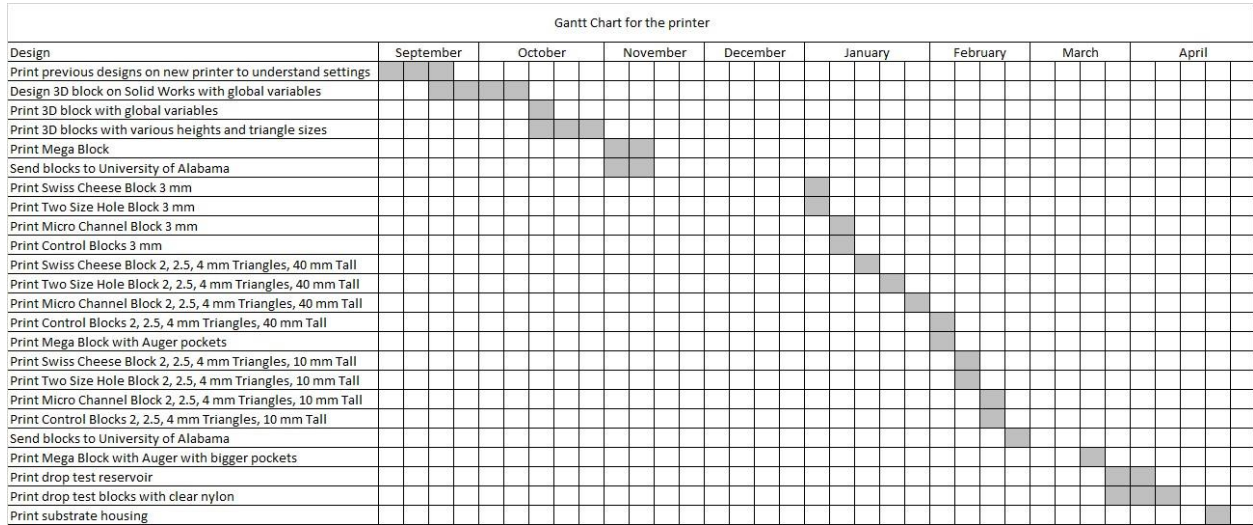 Gantt Chart for the printer
Design September October November December January February March April
Print previous designs on new printer to understand settings
Design 3D block on Solid Works with global variables
Print 3D block with global variables
Print 3D blocks with various heights and triangle sizes
Print Mega Block
Send blocks to University of Alabama
Print Swiss Cheese Block 3 mm
Print Two Size Hole Block 3 mm
Print Micro Channel Block 3 mm
Print Control Blocks 3 mm
Print Swiss Cheese Block 2, 2.5, 4 mm Triangles, 40 mm Tall
Print Two Size Hole Block 2, 2.5, 4 mm Triangles, 40 mm Tall
Print Micro Channel Block 2, 2.5, 4 mm Triangles, 40 mm Tall
Print Control Blocks 2, 2.5, 4 mm Triangles, 40 mm Tall
Print Mega Block with Auger pockets
Print Swiss Cheese Block 2, 2.5, 4 mm Triangles, 10 mm Tall
Print Two Size Hole Block 2, 2.5, 4 mm Triangles, 10 mm Tall
Print Micro Channel Block 2, 2.5, 4 mm Triangles, 10 mm Tall
Print Control Blocks 2, 2.5, 4 mm Triangles, 10 mm Tall
Send blocks to University of Alabama
Print Mega Block with Auger with bigger pockets
Print drop test reservoir
Print drop test blocks with clear nylon
Print substrate housing